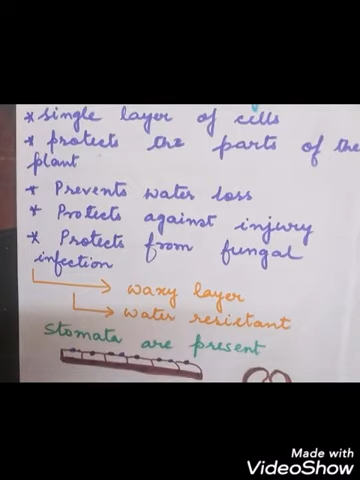 * single layer of cells
* protects the parts of the
plant
* Prevents water loss
* Protects against injury
* Protects from fungal
infection
waxy layer
water resistant
Stomata are present
Made with
VideoShow